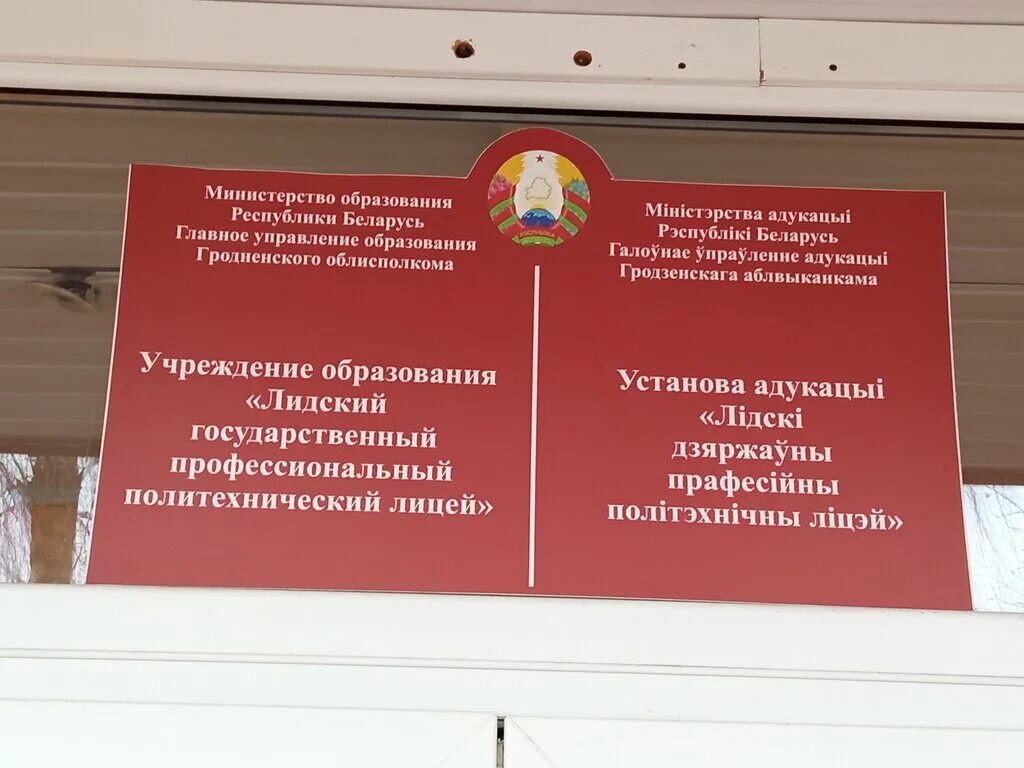 Министерство образования
Республики Беларусь
Главное управление образования
Гродненского облисполкома
Учреждение образования
«Лидский
государственный
профессиональный
политехнический лицей»
РЭСПУБЛІКА
Міністэрства адукацыі
Рэспублікі Беларусь
Галоўнае ўпраўленне адукацыі
Гродзенскага аблвыканкама
Установа адукацыі
«Лідскі
дзяржаўны
прафесійны
політэхнічны ліцэй»